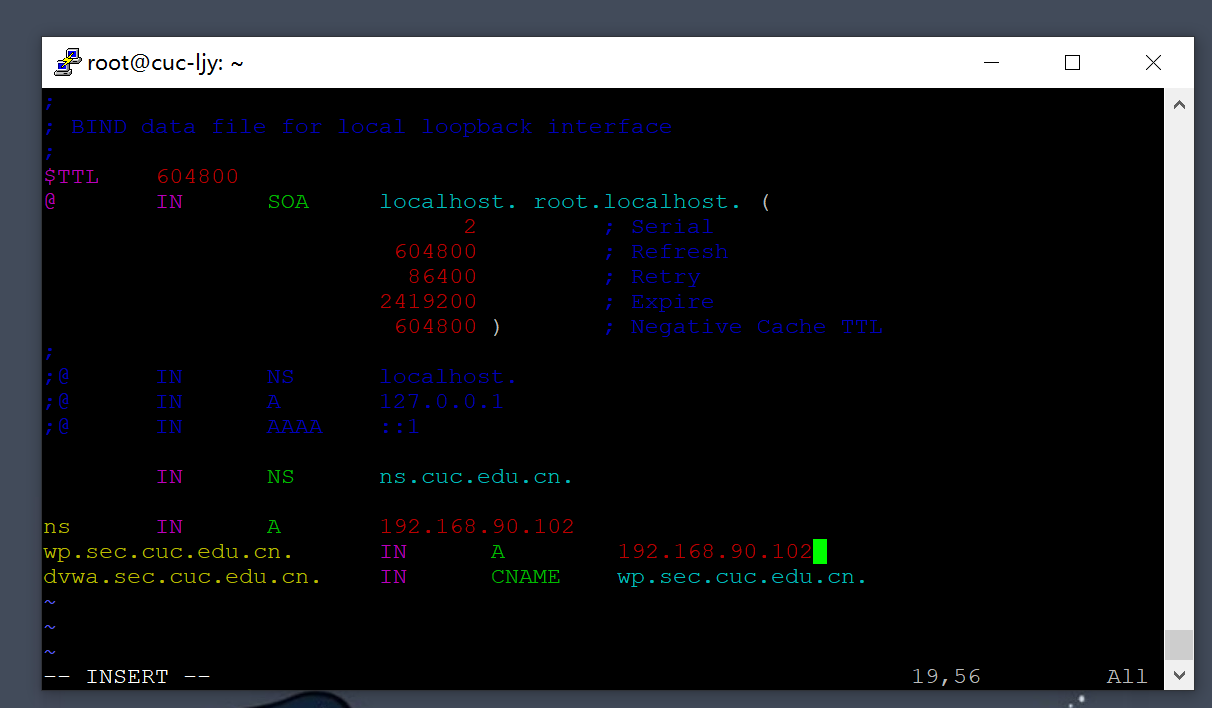 root@cuc-ljy: ~
;
; BIND data file for local loopback interface
;
$TTL    604800
@       IN      SOA     localhost. root.localhost. (
                              2         ; Serial
                         604800         ; Refresh
                          86400         ; Retry
                        2419200         ; Expire
                         604800 )       ; Negative Cache TTL
;
;@      IN      NS      localhost.
;@      IN      A       127.0.0.1
;@      IN      AAAA    ::1
        IN      NS      ns.cuc.edu.cn.
ns      IN      A       192.168.90.102
wp.sec.cuc.edu.cn.      IN      A        192.168.90.102
dvwa.sec.cuc.edu.cn.    IN      CNAME    wp.sec.cuc.edu.cn.
~
~
~
-- INSERT --                                                  19,56         All